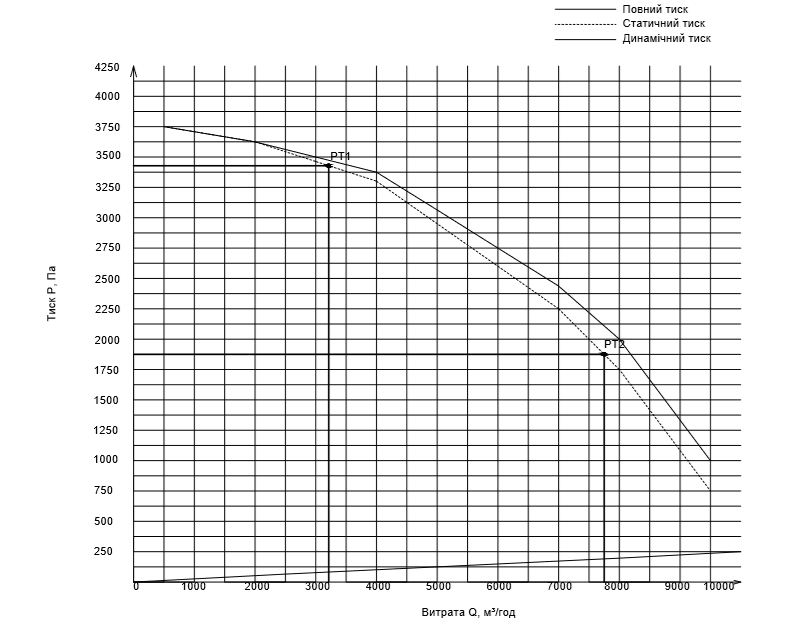 Повний тиск
Статичний тиск
Динамічний тиск
4250
4000
3750
3500
3250
3000
2750
2500
2250
2000
1750
1500
1250
1000
750
500
250
Тиск P, Па
PT1
PT2
0 1000 2000 3000 4000 5000 6000 7000 8000 9000 10000
Витрата Q, м³/год